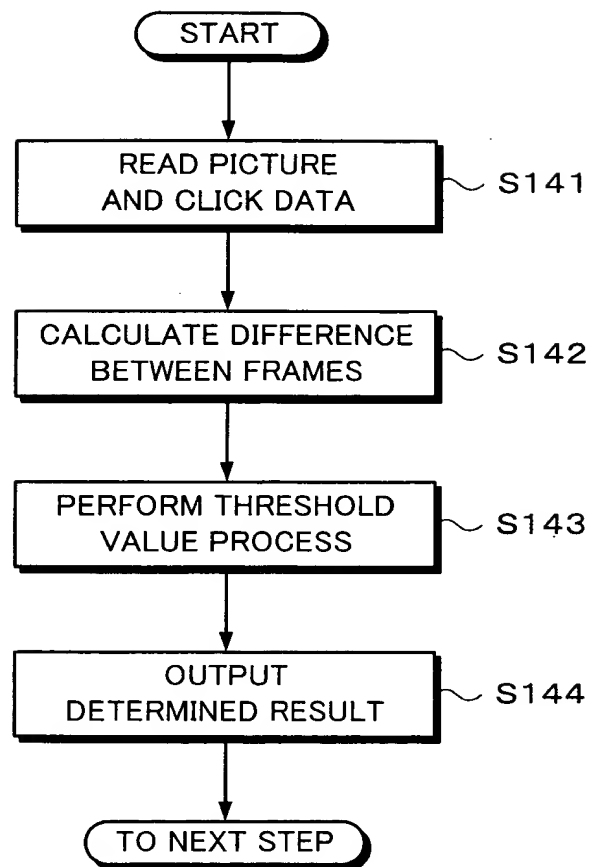 START
READ PICTURE
AND CLICK DATA
S141
CALCULATE DIFFERENCE
BETWEEN FRAMES
S142
PERFORM THRESHOLD
VALUE PROCESS
S143
OUTPUT
DETERMINED RESULT
S144
TO NEXT STEP